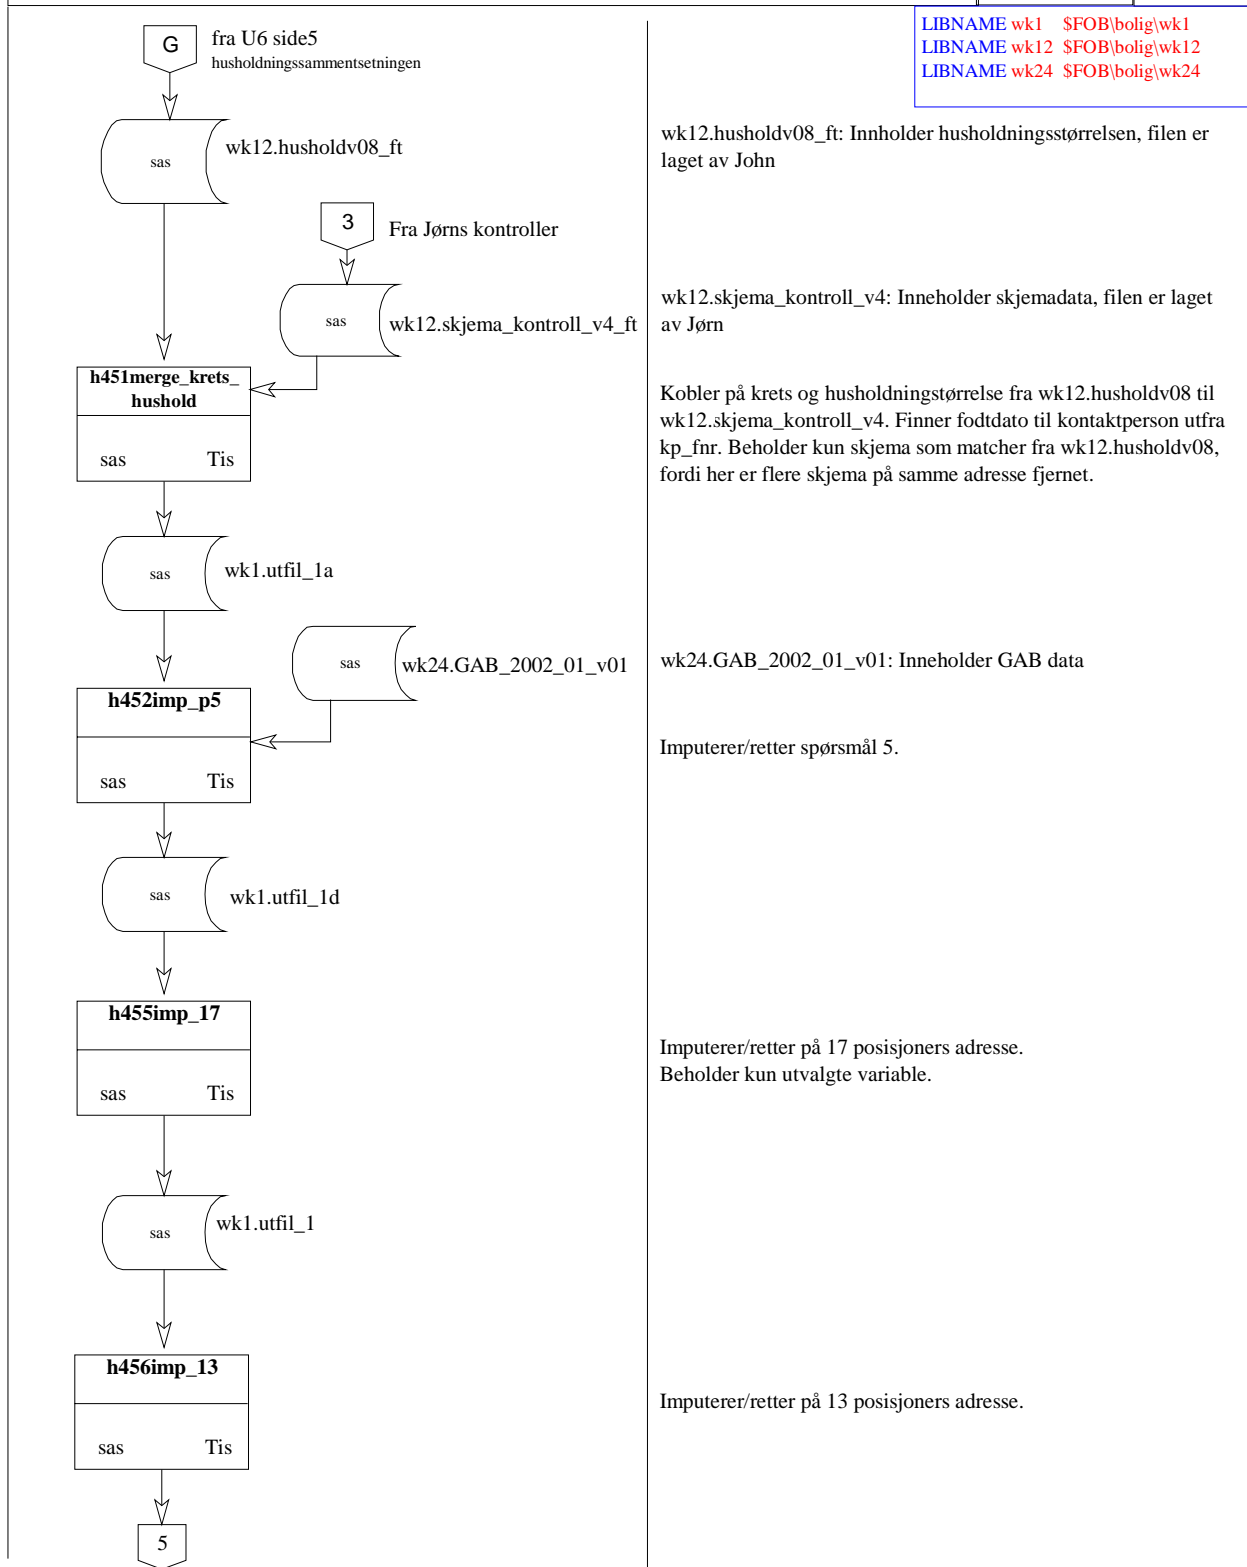 LIBNAME wk1 $FOB\bolig\wk1
LIBNAME wk12 $FOB\bolig\wk12
LIBNAME wk24 $FOB\bolig\wk24
G
fra U6 side5
husholdningssammentsetningen
sas
wk12.husholdv08_ft
wk12.husholdv08_ft: Innholder husholdningsstørrelsen, filen er
laget av John
3
Fra Jørns kontroller
sas
wk12.skjema_kontroll_v4_ft
wk12.skjema_kontroll_v4: Inneholder skjemadata, filen er laget
av Jørn
h451merge_krets_
hushold
sas Tis
Kobler på krets og husholdningtørrelse fra wk12.husholdv08 til
wk12.skjema_kontroll_v4. Finner fodtdato til kontaktperson utfra
kp_fnr. Beholder kun skjema som matcher fra wk12.husholdv08,
fordi her er flere skjema på samme adresse fjernet.
sas
wk1.utfil_1a
sas
wk24.GAB_2002_01_v01
wk24.GAB_2002_01_v01: Inneholder GAB data
h452imp_p5
sas Tis
Imputerer/retter spørsmål 5.
sas
wk1.utfil_1d
h455imp_17
sas Tis
Imputerer/retter på 17 posisjoners adresse.
Beholder kun utvalgte variable.
sas
wk1.utfil_1
h456imp_13
sas Tis
Imputerer/retter på 13 posisjoners adresse.
5